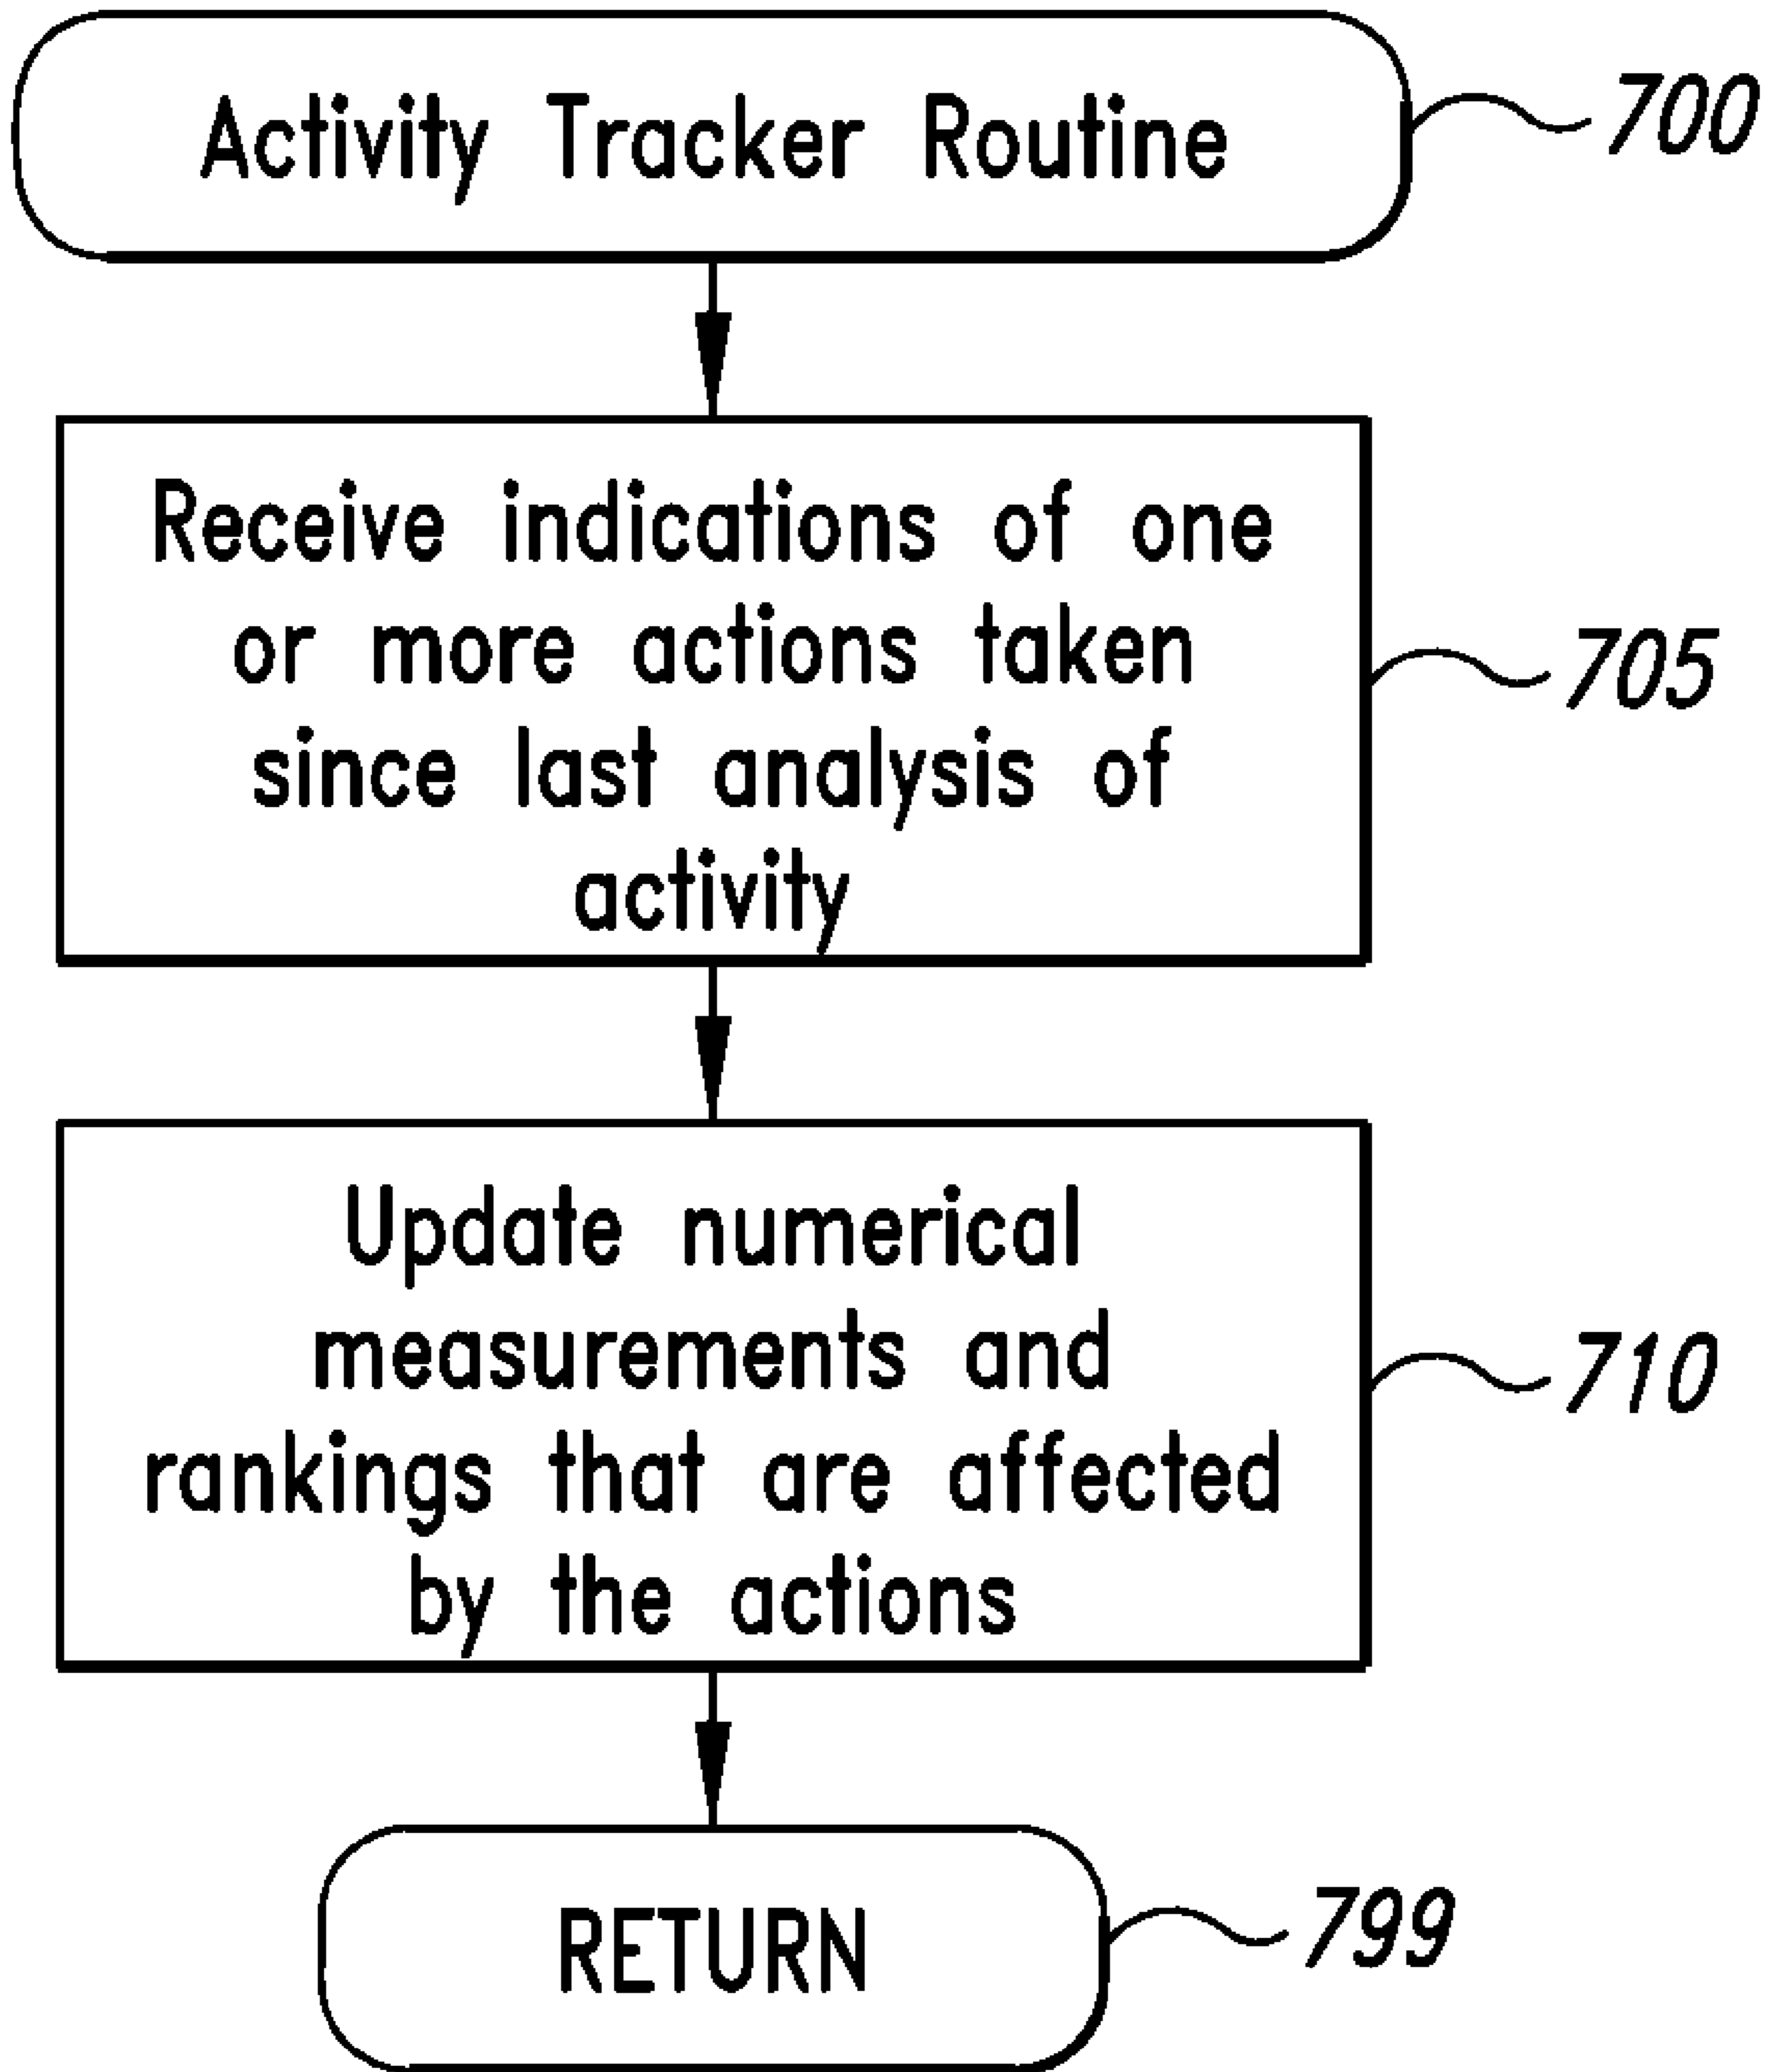 Activity Tracker Routine
700
Receive indications of one
or more actions taken
since last analysis of
activity
705
Update numerical
measurements and
rankings that are affected
by the actions
710
RETURN
799